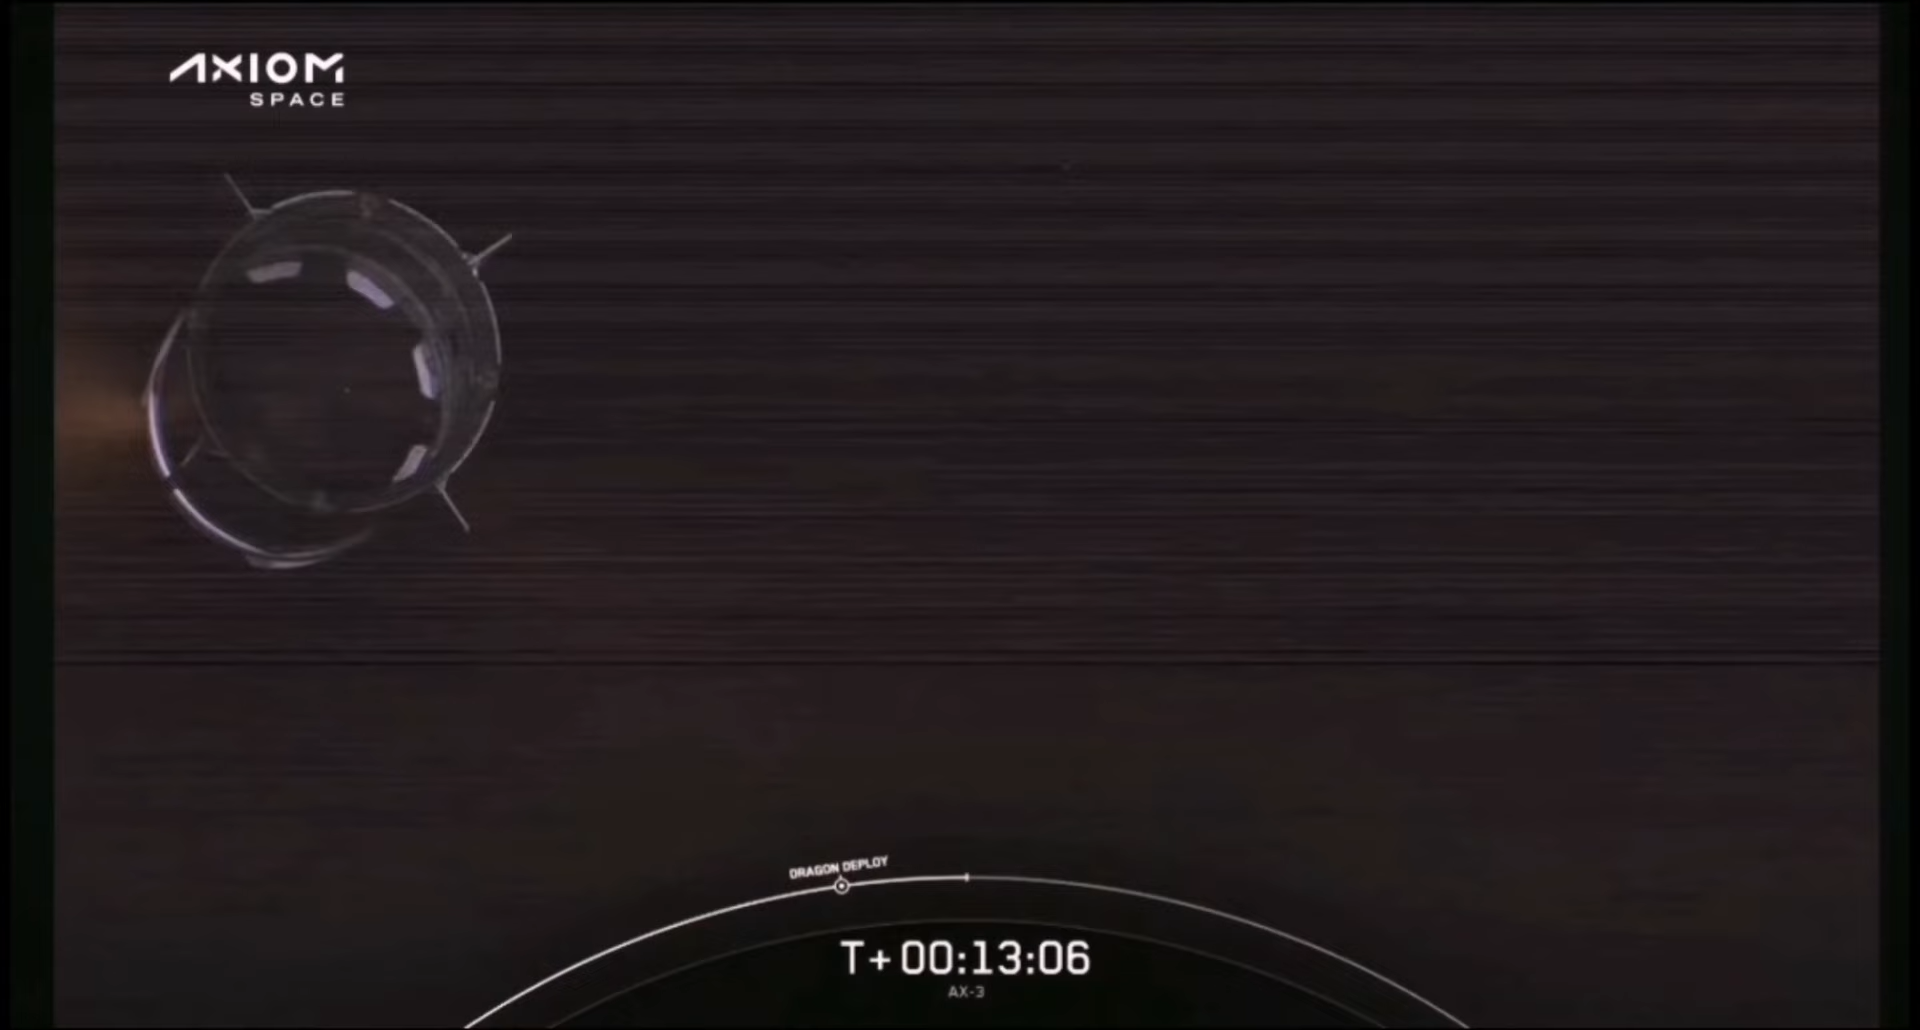 AXIOM
SPACE
DRAGON DEPLOY
T+ 00:13:06
AX-3